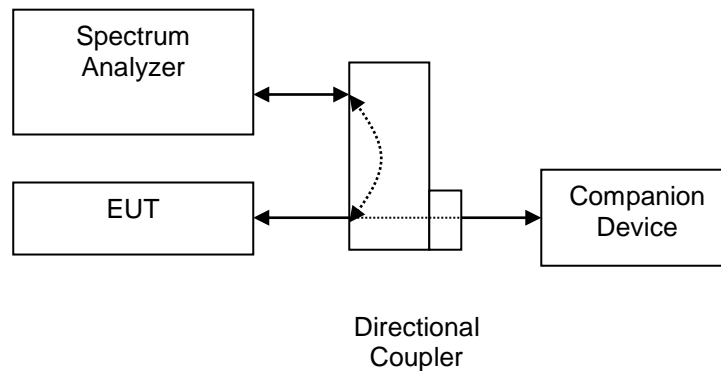 Spectrum
Analyzer
EUT
Companion
Device
Directional
Coupler